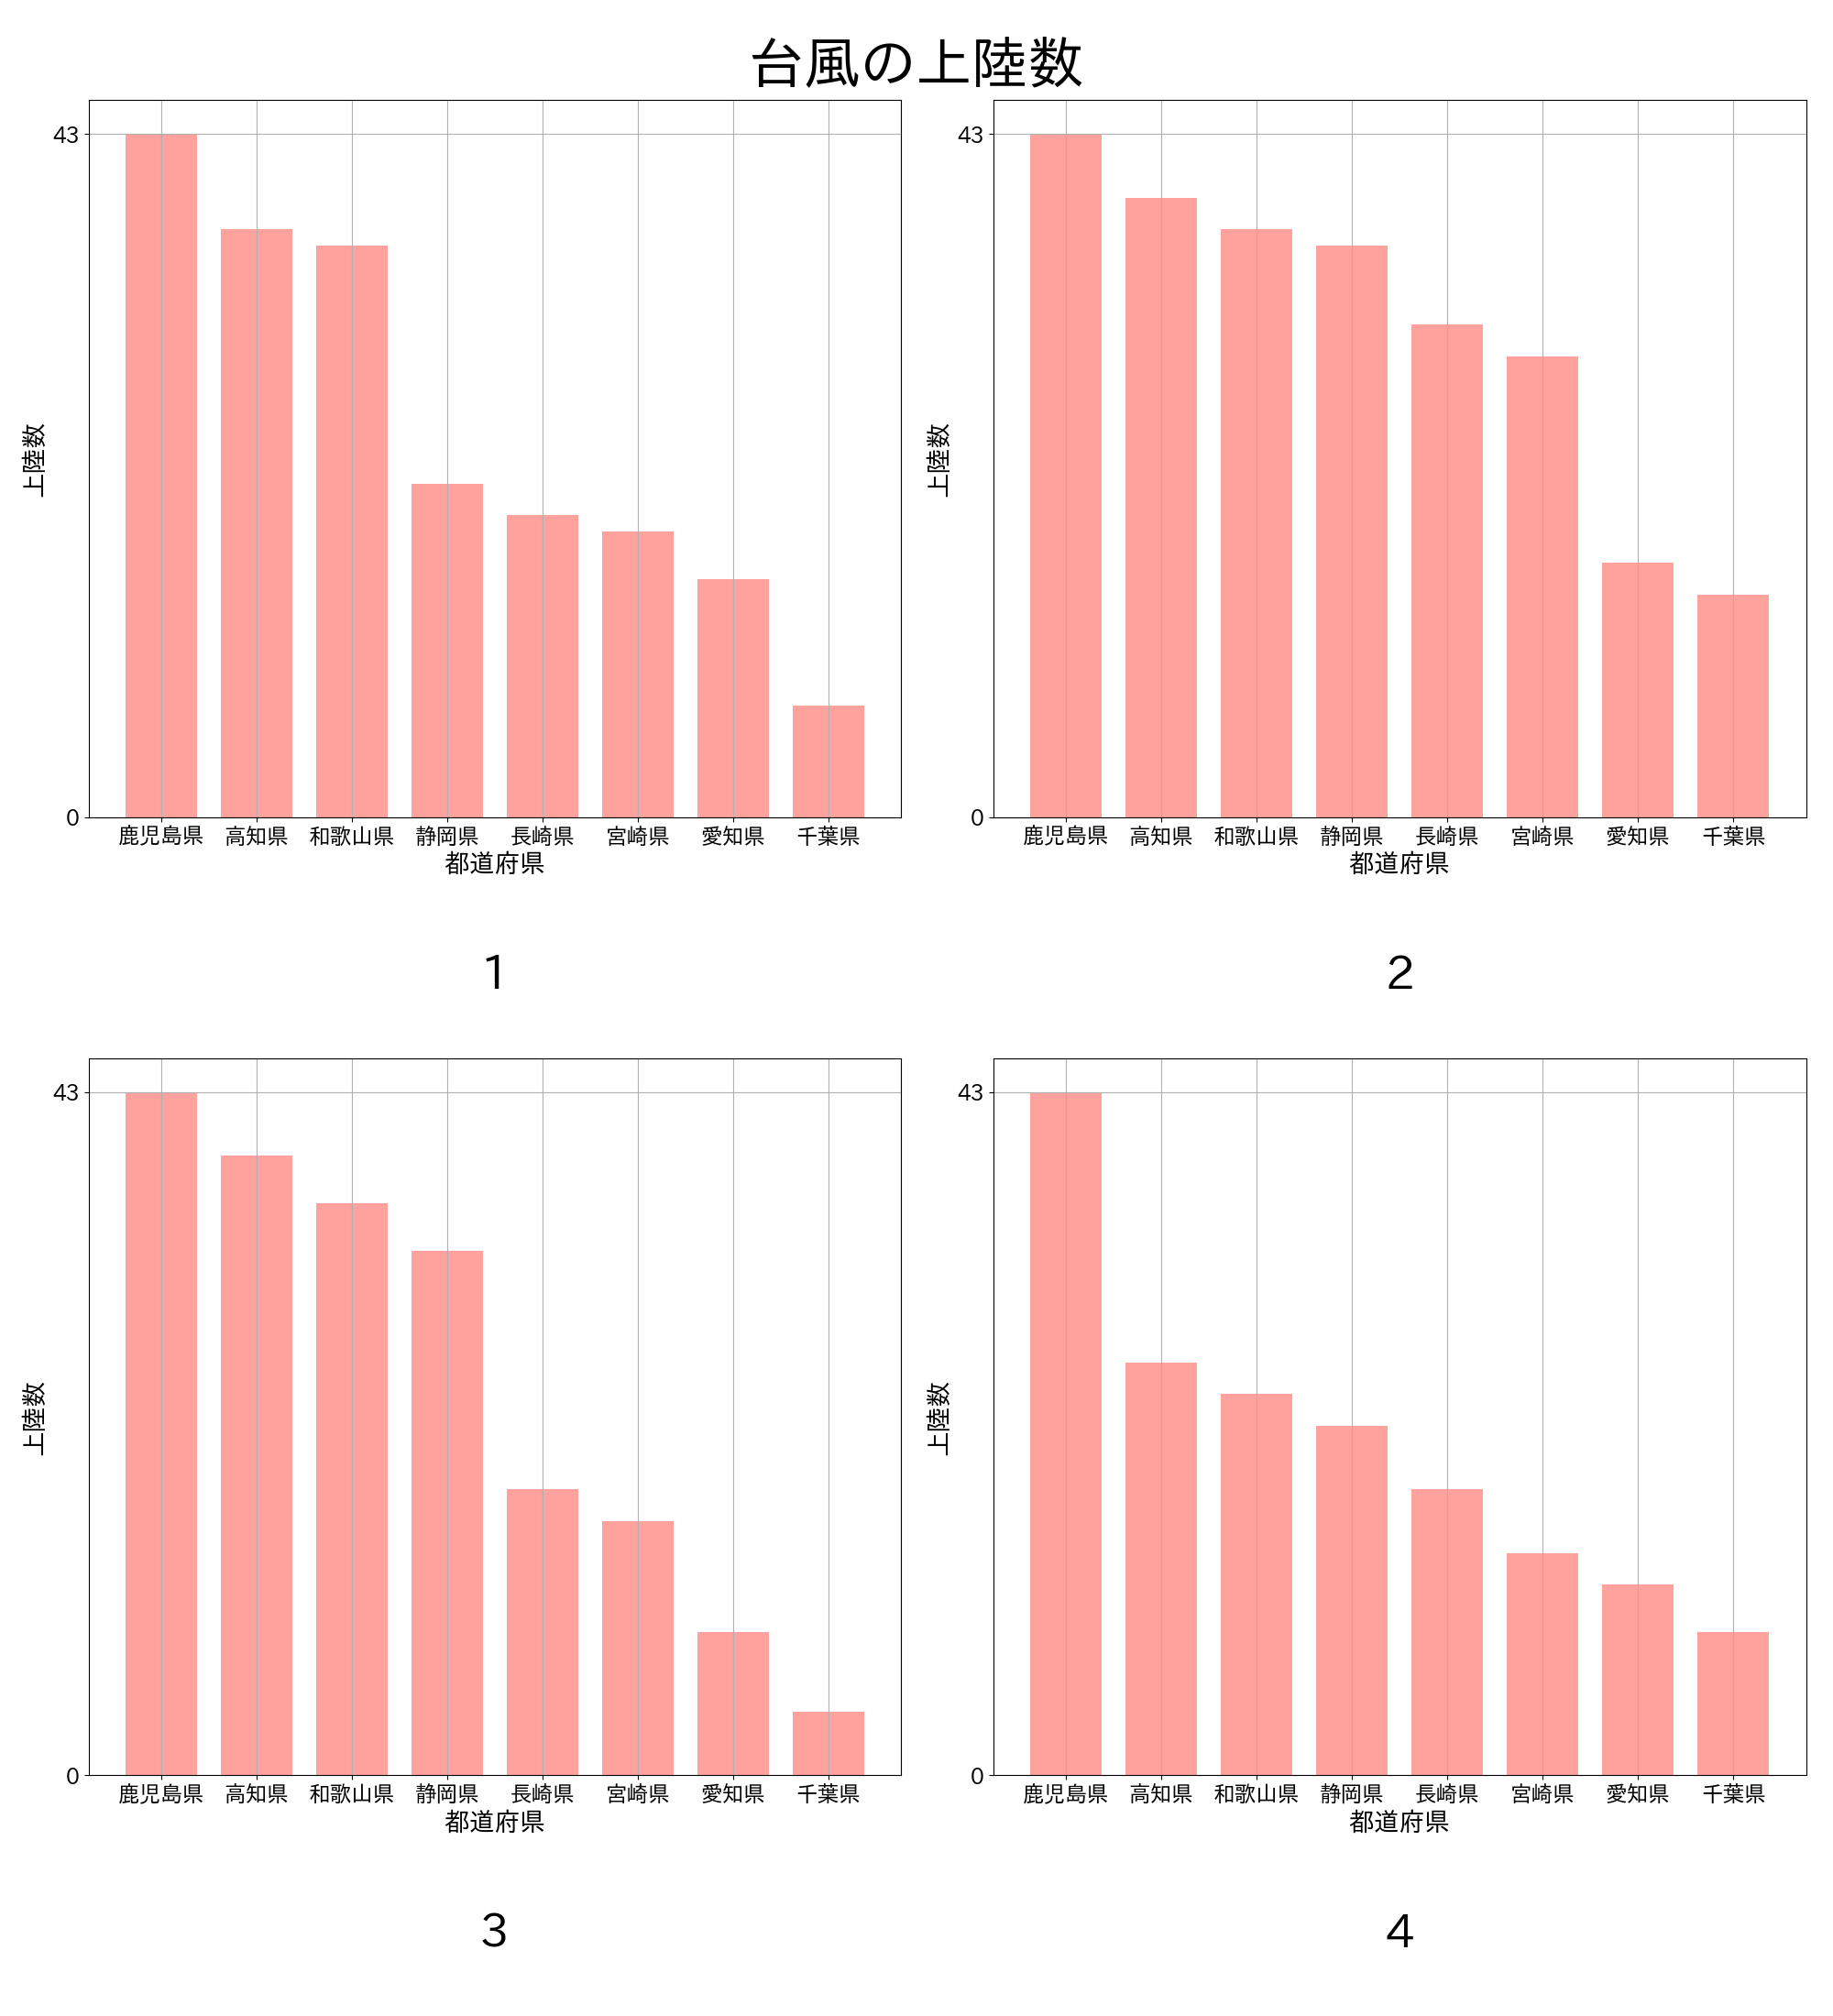 台風の上陸数
43
0
上陸数
鹿児島県 高知県 和歌山県 静岡県 長崎県 宮崎県 愛知県 千葉県
都道府県
1
43
0
上陸数
鹿児島県 高知県 和歌山県 静岡県 長崎県 宮崎県 愛知県 千葉県
都道府県
2
43
0
上陸数
鹿児島県 高知県 和歌山県 静岡県 長崎県 宮崎県 愛知県 千葉県
都道府県
3
43
0
上陸数
鹿児島県 高知県 和歌山県 静岡県 長崎県 宮崎県 愛知県 千葉県
都道府県
4